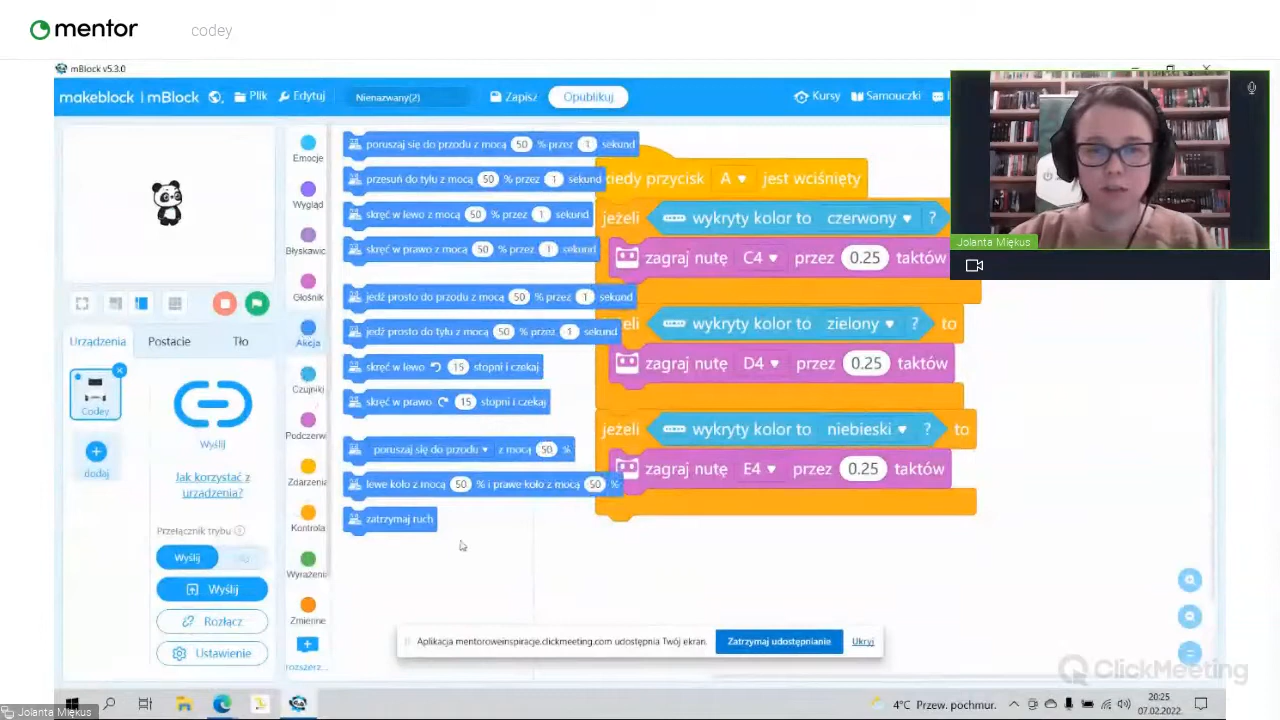 mentor
codey
mBlock v5.3.0
makeblock | mBlock
Plik
Edytuj
Nienazwany(2)
Zapisz
Opublikuj
Kursy
Samouczki
Emocje
Wygląd
Błyskawic
Głośnik
Akcja
Czujniki
Podczerw
Zdarzenia
Kontrola
Wyrażenia
Zmienne
rozszerz...
poruszaj się do przodu z mocą 50 % przez 1 sekund
przesuń do tyłu z mocą 50 % przez 1 sekund
skręć w lewo z mocą 50 % przez 1 sekund
skręć w prawo z mocą 50 % przez 1 sekund
jedź prosto do przodu z mocą 50 % przez 1 sekund
jedź prosto do tyłu z mocą 50 % przez 1 sekund
skręć w lewo 15 stopni i czekaj
skręć w prawo 15 stopni i czekaj
poruszaj się do przodu z mocą 50 %
lewe koło z mocą 50 % i prawe koło z mocą 50 %
zatrzymaj ruch
iedy przycisk A jest wciśnięty
jeżeli wykryty kolor to czerwony ?
zagraj nutę C4 przez 0.25 taktów
eli wykryty kolor to zielony ? to
zagraj nutę D4 przez 0.25 taktów
jeżeli wykryty kolor to niebieski ? to
zagraj nutę E4 przez 0.25 taktów
Jolanta Miękus
Urządzenia
Postacie
Tło
Codey
dodaj
Wyślij
Jak korzystać z
urządzenia?
Przełącznik trybu
Wyślij
Wyślij
Rozłącz
Ustawienie
Aplikacja mentoroweinspiracje.clickmeeting.com udostępnia Twój ekran.
Zatrzymaj udostępnianie
Ukryj
ClickMeeting
4°C Przew. pochmur.
20:25
07.02.2022
Jolanta Miękus